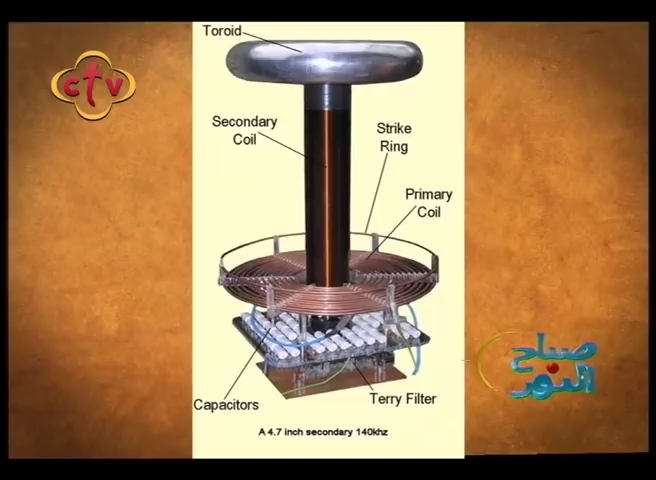 Toroid
ctv
Secondary
Coil
Strike
Ring
Primary
Coil
صباح
النور
Capacitors
Terry Filter
A 4.7 inch secondary 140khz